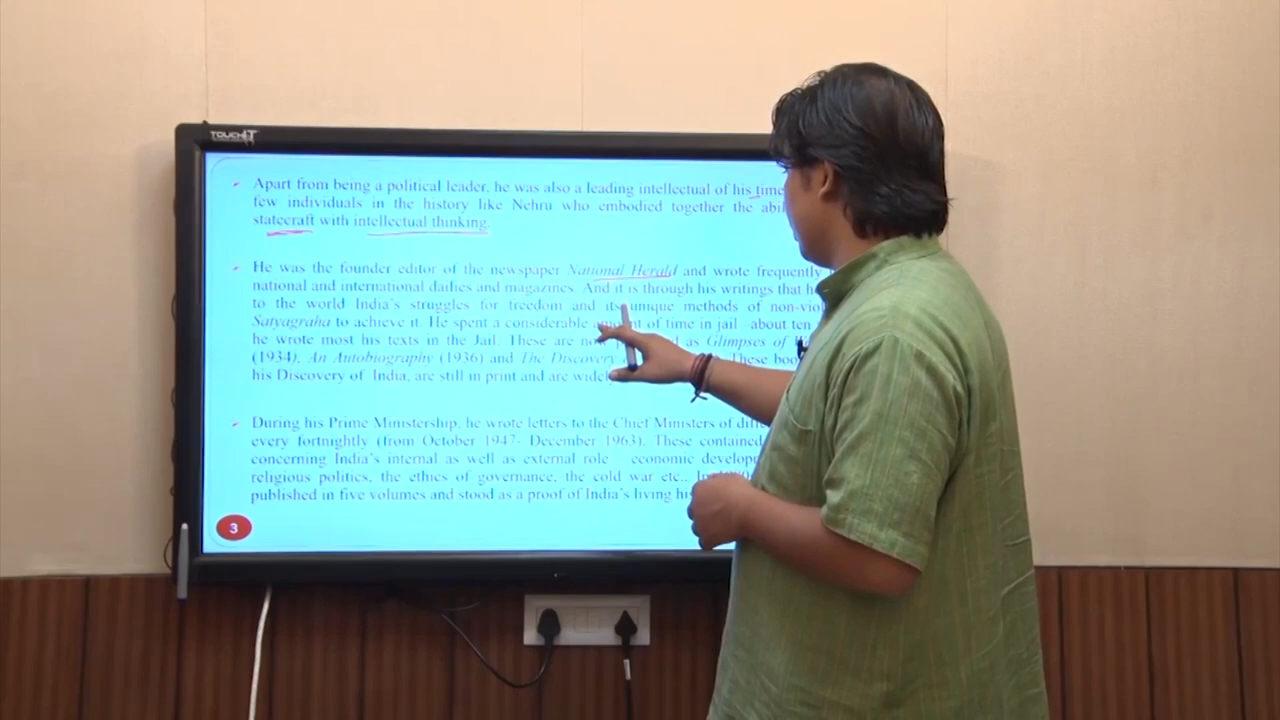 TOUCHIT
Apart from being a political leader, he was also a leading intellectual of his time
few individuals in the history like Nehru who embodied together the
statecraft with intellectual thinking.
He was the founder editor of the newspaper National Herald and wrote frequently
national and international dailies and magazines. And it is through his writings that
to the world India's struggles for freedom and its unique methods of
Satyagraha to achieve it. He spent a considerable amount of time in jail about ten
he wrote most his texts in the Jail. These are now as Glimpses of
(1934), An Autobiography (1936) and The Discovery These
his Discovery of India, are still in print and are
During his Prime Ministership, he wrote letters to the Chief Ministers of
every fortnightly (from October 1947- December 1963). These contained
concerning India's internal as well as external role economic
religious politics, the ethics of governance, the cold war etc..
published in five volumes and stood as a proof of India's living
3